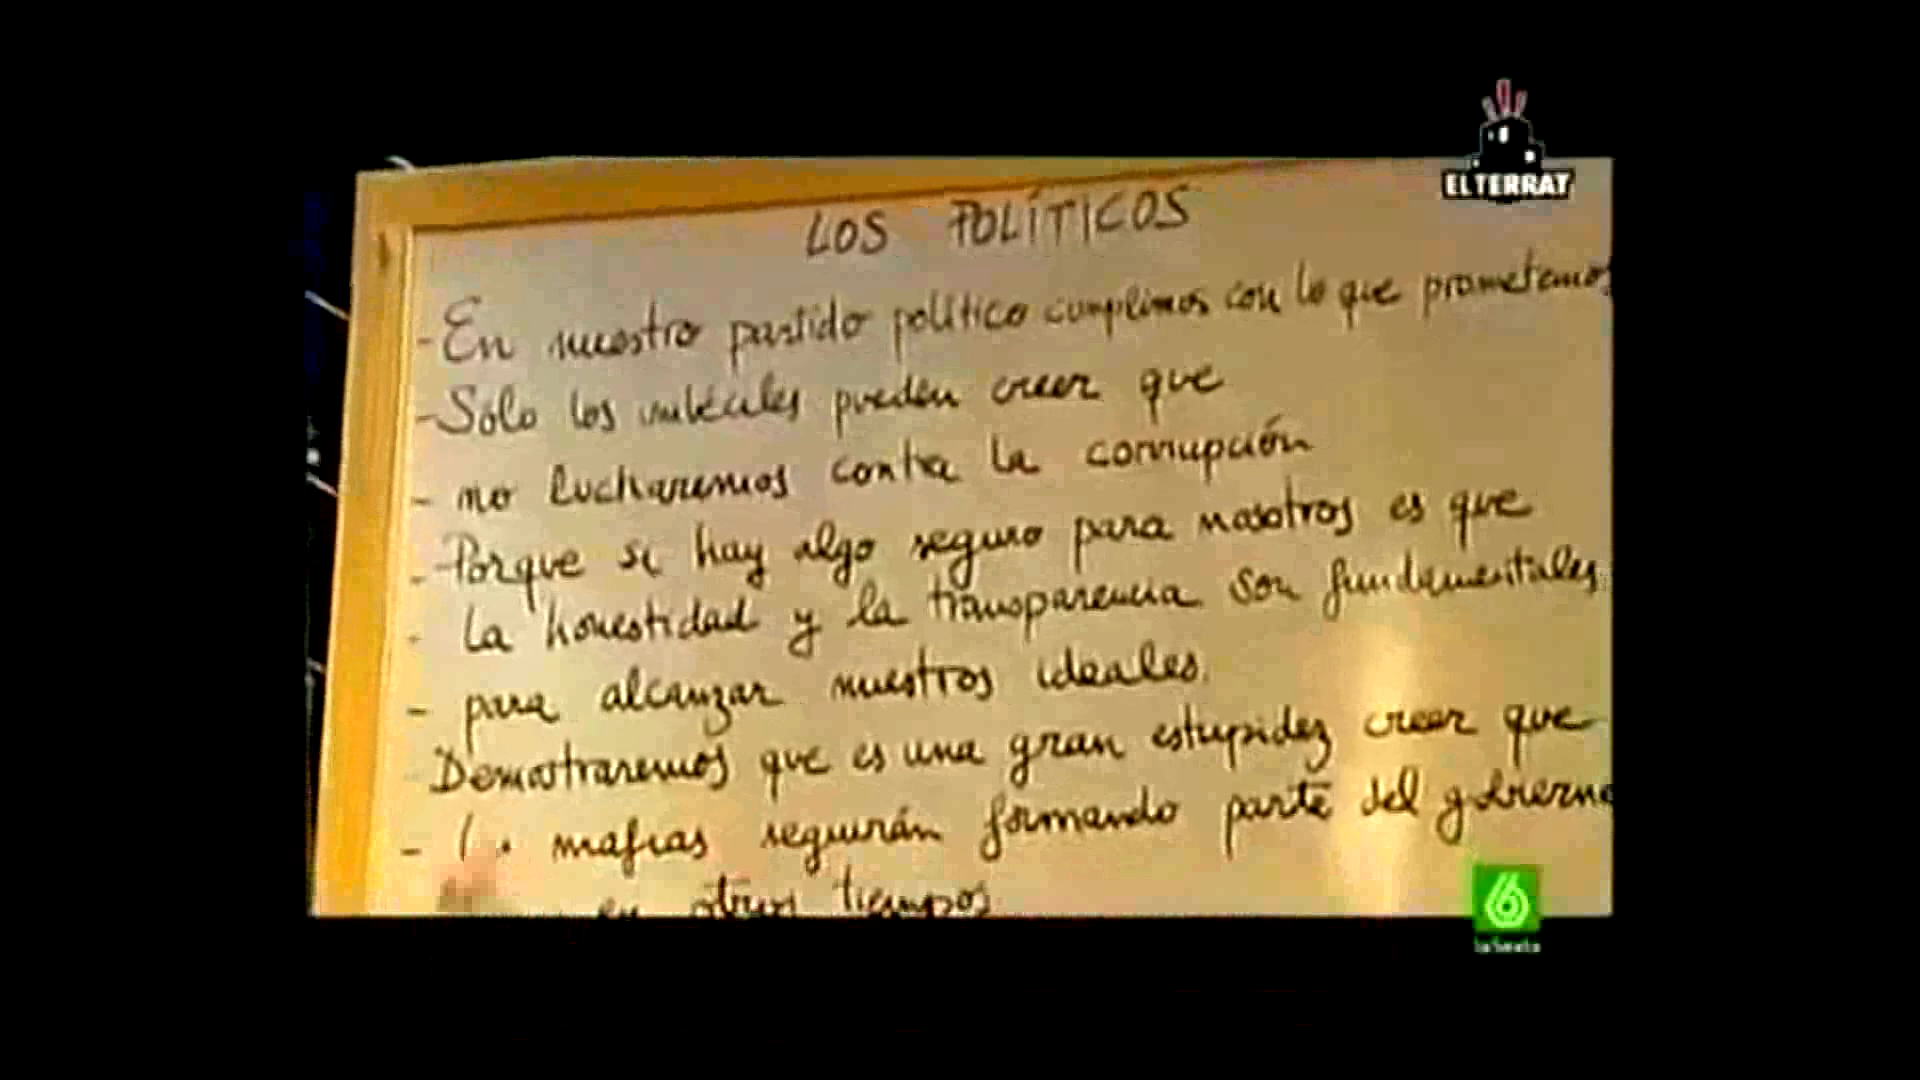 EL TERRAT
LOS POLÍTICOS
- En nuestro partido político cumplimos con lo que prometemos
- Sólo los imbéciles pueden creer que
- no lucharemos contra la corrupción
- Porque si hay algo seguro para nosotros es que
- La honestidad y la transparencia son fundamentales
- para alcanzar nuestros ideales.
Demostraremos que es una gran estupidez creer que
- mafias seguirán formando parte del gobierno
en otros tiempos
6
laSexta